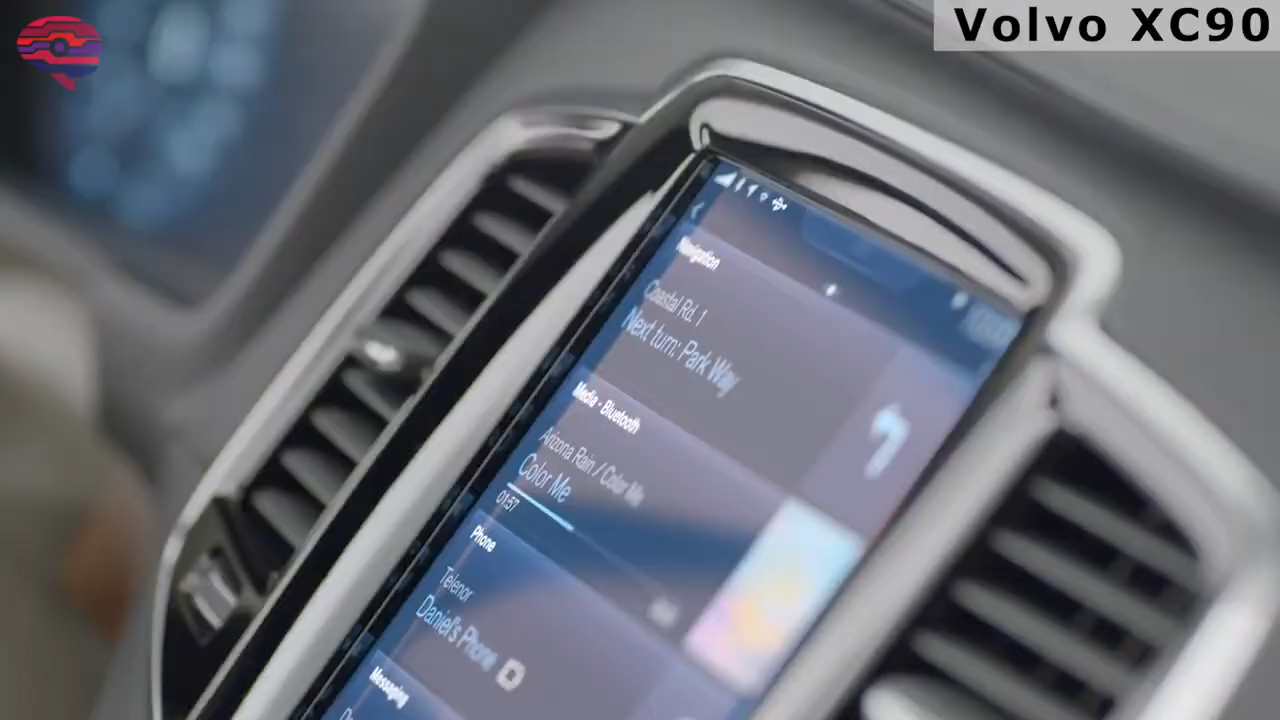 Volvo XC90
Navigation
Coastal Rd. 1
Next turn: Park Way
Media - Bluetooth
Arizona Rain / Color Me
Color Me
01:57
Phone
Telenor
Daniel's Phone
Messaging